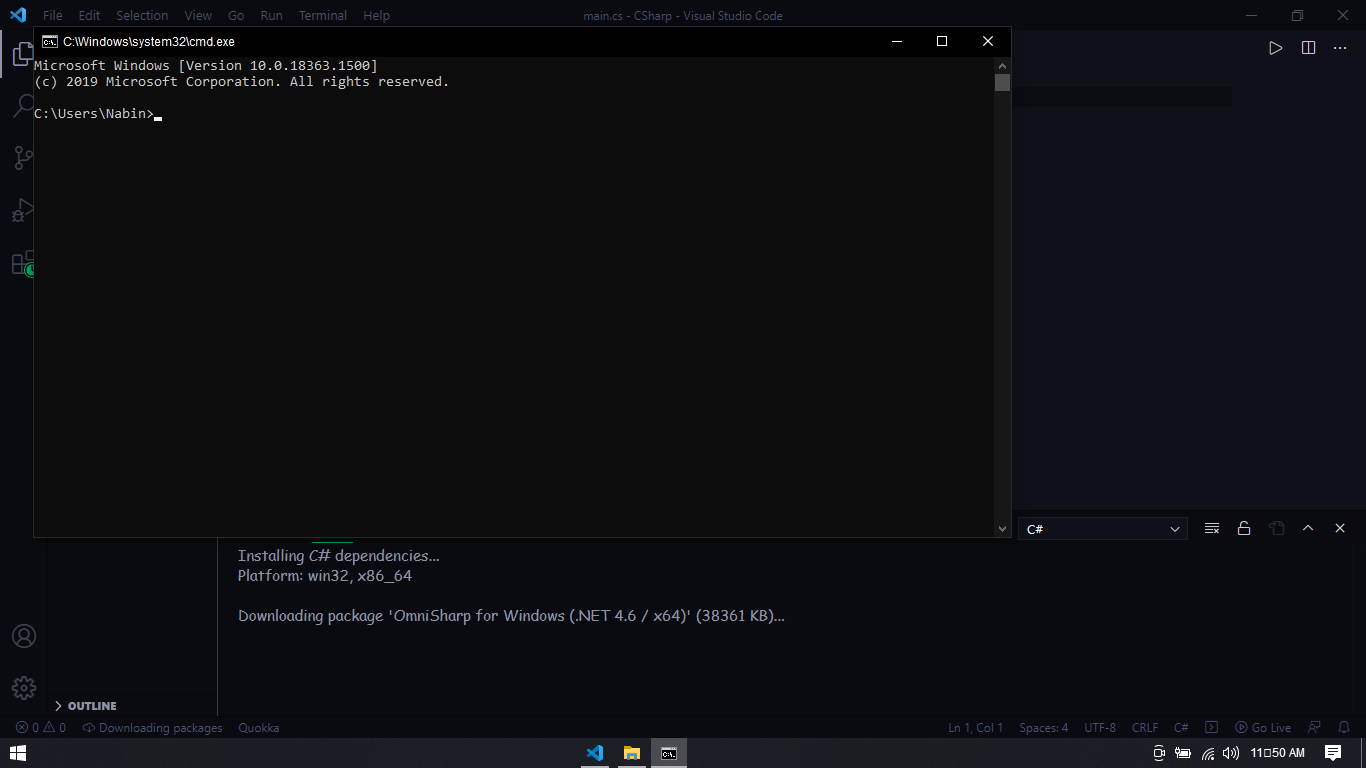 File Edit Selection View Go Run Terminal Help main.cs - CSharp - Visual Studio Code
C:\Windows\system32\cmd.exe
Microsoft Windows [Version 10.0.18363.1500]
(c) 2019 Microsoft Corporation. All rights reserved.
C:\Users\Nabin>
C#
Installing C# dependencies...
Platform: win32, x86_64
Downloading package 'OmniSharp for Windows (.NET 4.6 / x64)' (38361 KB)...
OUTLINE
0 0 Downloading packages Quokka Ln 1, Col 1 Spaces: 4 UTF-8 CRLF C# Go Live
11□50 AM